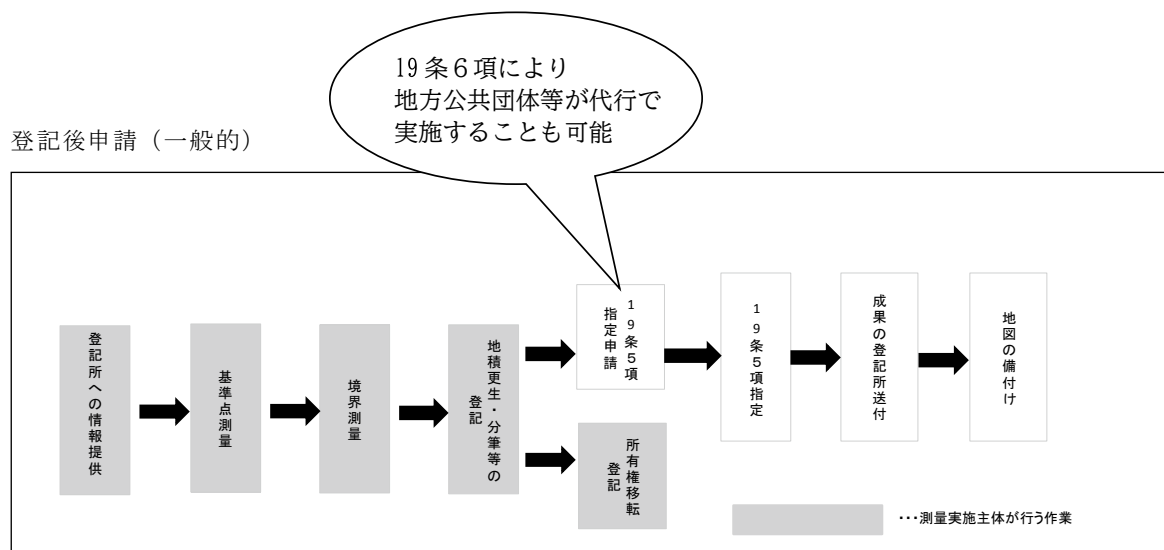 19条6項により
地方公共団体等が代行で
実施することも可能
登記後申請（一般的）
登記所への情報提供
基準点測量
境界測量
地積更生・分筆等の
登記
19条5項
指定申請
19条5項指定
成果の登記所送付
地図の備付け
所有権移転
登記
･･･測量実施主体が行う作業